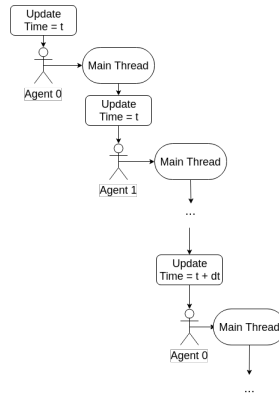 Update
Time = t
Main Thread
Agent 0
Update
Time = t
Main Thread
Agent 1
...
Update
Time = t + dt
Main Thread
Agent 0
...